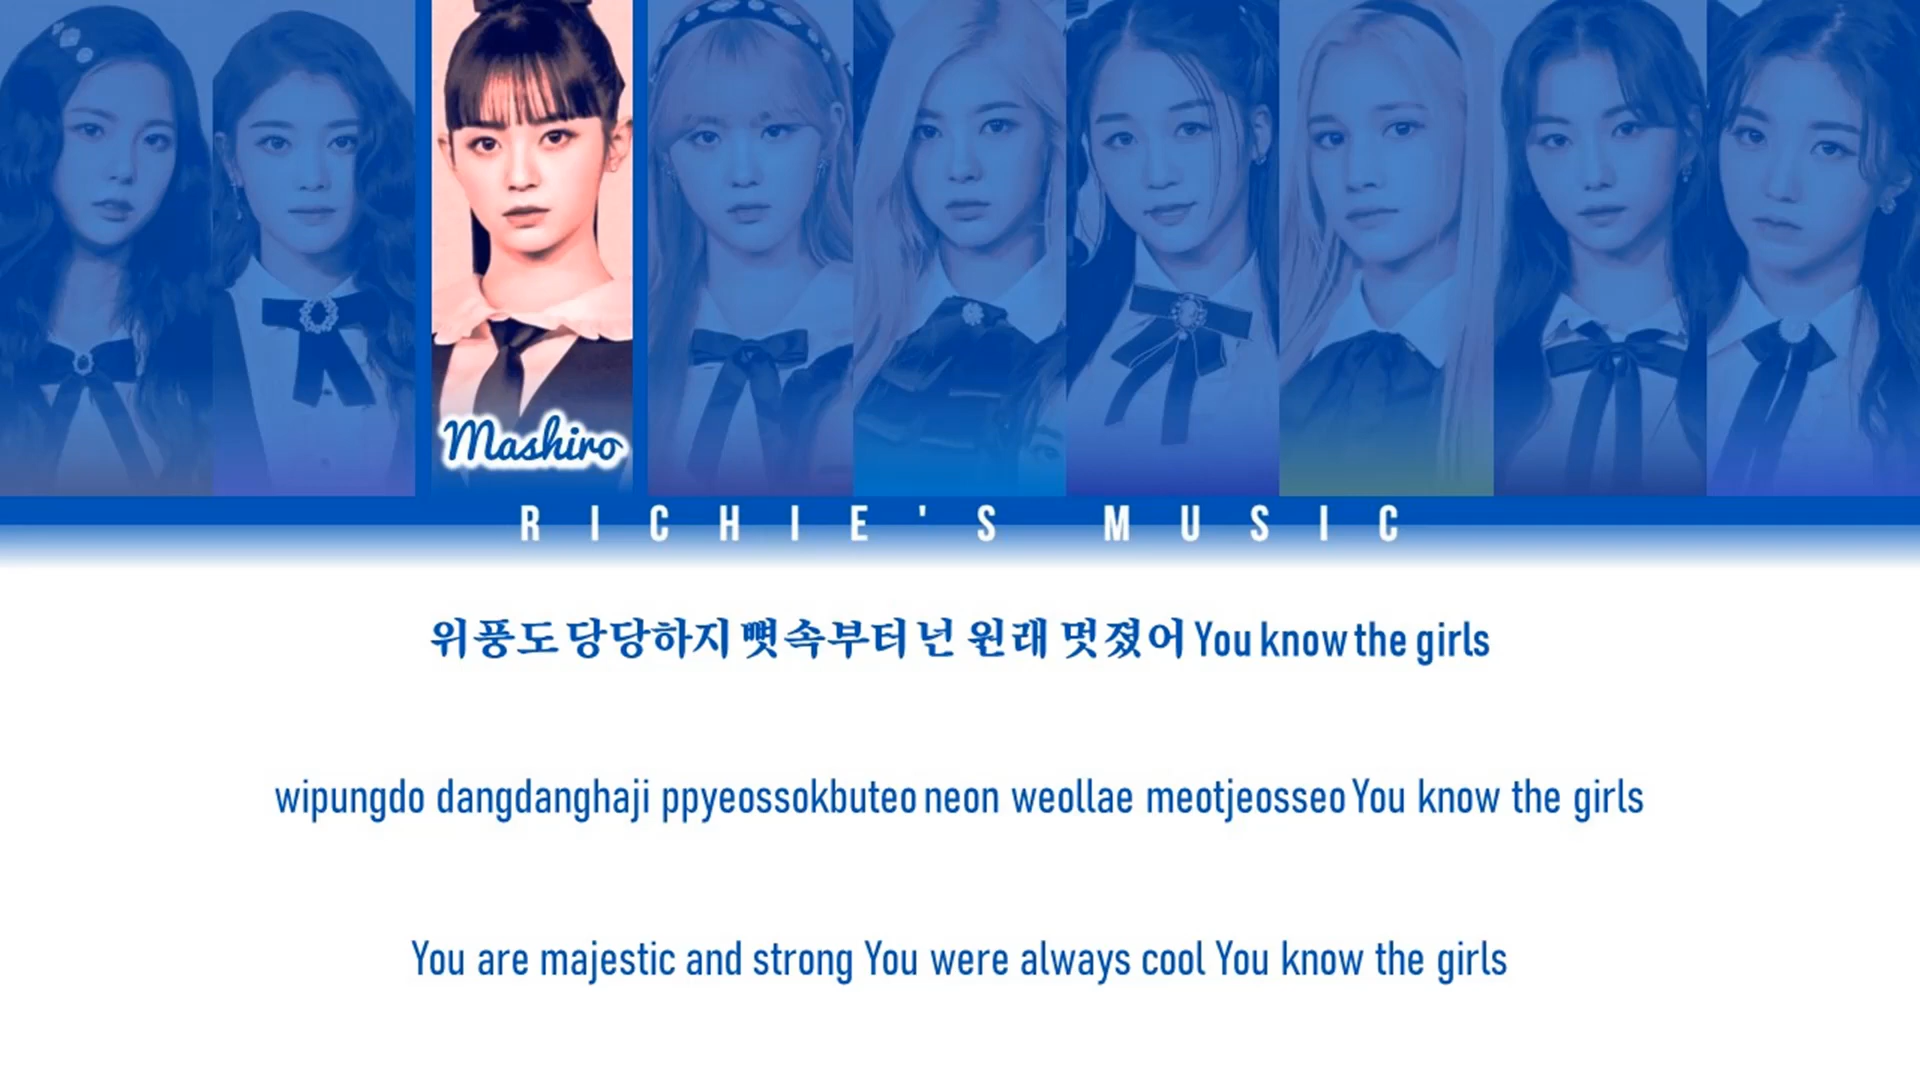 Mashiro
RICHIE'S MUSIC
위풍도 당당하지 뼛속부터 넌 원래 멋졌어 You know the girls
wipungdo dangdanghaji ppyeossokbuteo neon weollae meotjeosseo You know the girls
You are majestic and strong You were always cool You know the girls